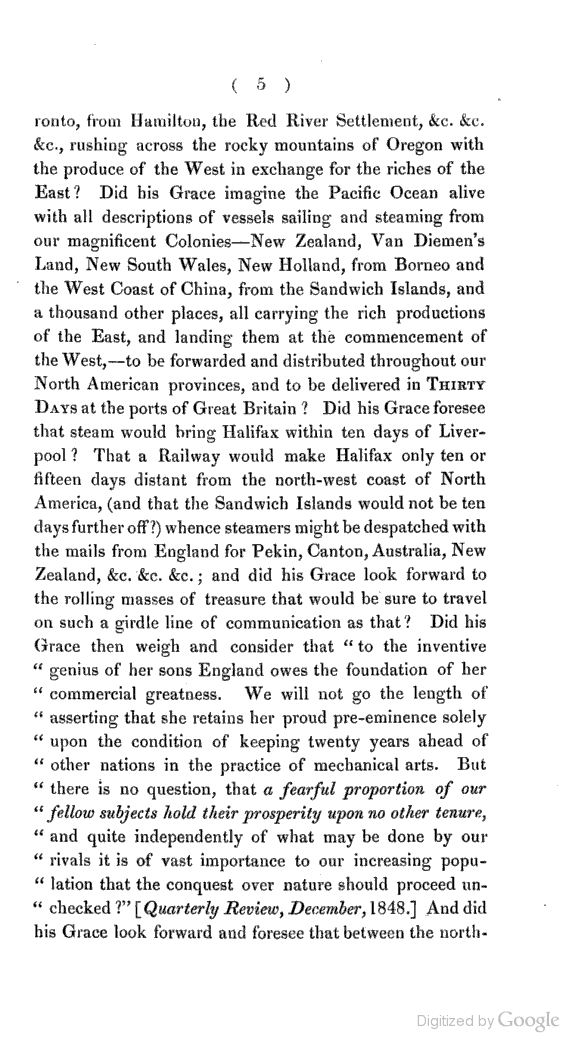 ( 5 )
ronto, from Hamilton, the Red River Settlement, &c. &c.
&c., rushing across the rocky mountains of Oregon with
the produce of the West in exchange for the riches of the
East? Did his Grace imagine the Pacific Ocean alive
with all descriptions of vessels sailing and steaming from
our magnificent Colonies—New Zealand, Van Diemen's
Land, New South Wales, New Holland, from Borneo and
the West Coast of China, from the Sandwich Islands, and
a thousand other places, all carrying the rich productions
of the East, and landing them at the commencement of
the West,—to be forwarded and distributed throughout our
North American provinces, and to be delivered in THIRTY
DAYS at the ports of Great Britain? Did his Grace foresee
that steam would bring Halifax within ten days of Liver-
pool? That a Railway would make Halifax only ten or
fifteen days distant from the north-west coast of North
America, (and that the Sandwich Islands would not be ten
days further off?) whence steamers might be despatched with
the mails from England for Pekin, Canton, Australia, New
Zealand, &c. &c. &c.; and did his Grace look forward to
the rolling masses of treasure that would be sure to travel
on such a girdle line of communication as that? Did his
Grace then weigh and consider that "to the inventive
" genius of her sons England owes the foundation of her
" commercial greatness. We will not go the length of
" asserting that she retains her proud pre-eminence solely
" upon the condition of keeping twenty years ahead of
" other nations in the practice of mechanical arts. But
" there is no question, that a fearful proportion of our
" fellow subjects hold their prosperity upon no other tenure,
" and quite independently of what may be done by our
" rivals it is of vast importance to our increasing popu-
" lation that the conquest over nature should proceed un-
" checked?" [Quarterly Review, December, 1848.] And did
his Grace look forward and foresee that between the north-
Digitized by Google